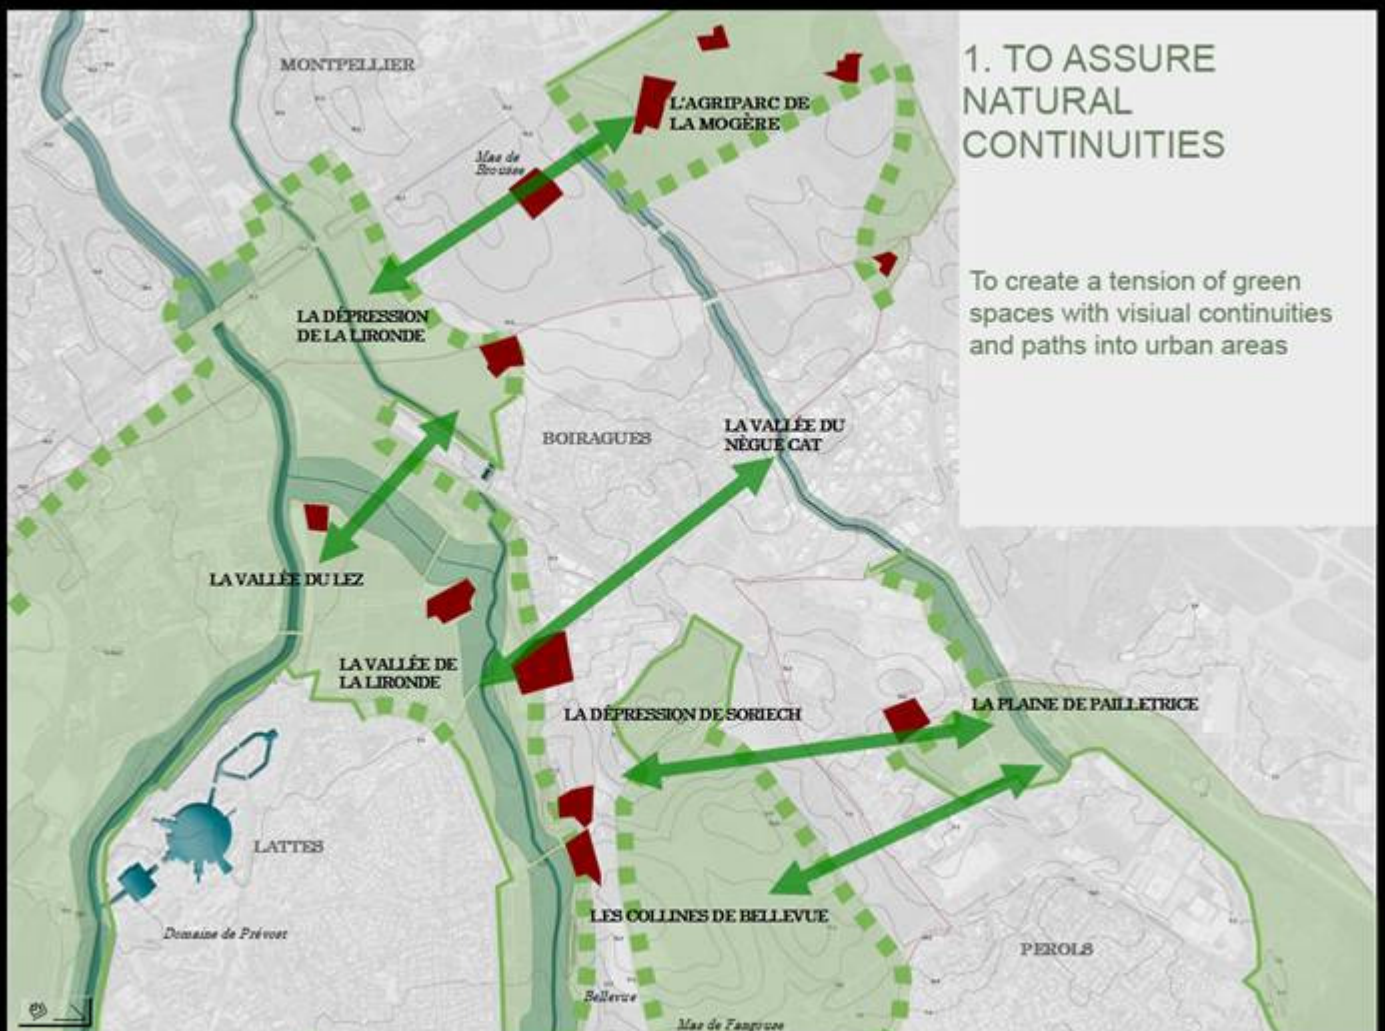 1. TO ASSURE
NATURAL
CONTINUITIES
To create a tension of green
spaces with visiual continuities
and paths into urban areas
MONTPELLIER
L'AGRIPARC DE
LA MOGÈRE
Mas de
Brousse
LA DÉPRESSION
DE LA LIRONDE
BOIRAGUES
LA VALLÉE DU
NÈGUE CAT
LA VALLÉE DU LEZ
LA VALLÉE DE
LA LIRONDE
LA DÉPRESSION DE SORIECH
LA PLAINE DE PAILLETRICE
LATTES
LES COLLINES DE BELLEVUE
Domaine de Prévost
PEROLS
Bellevue
Mas de Fangouse